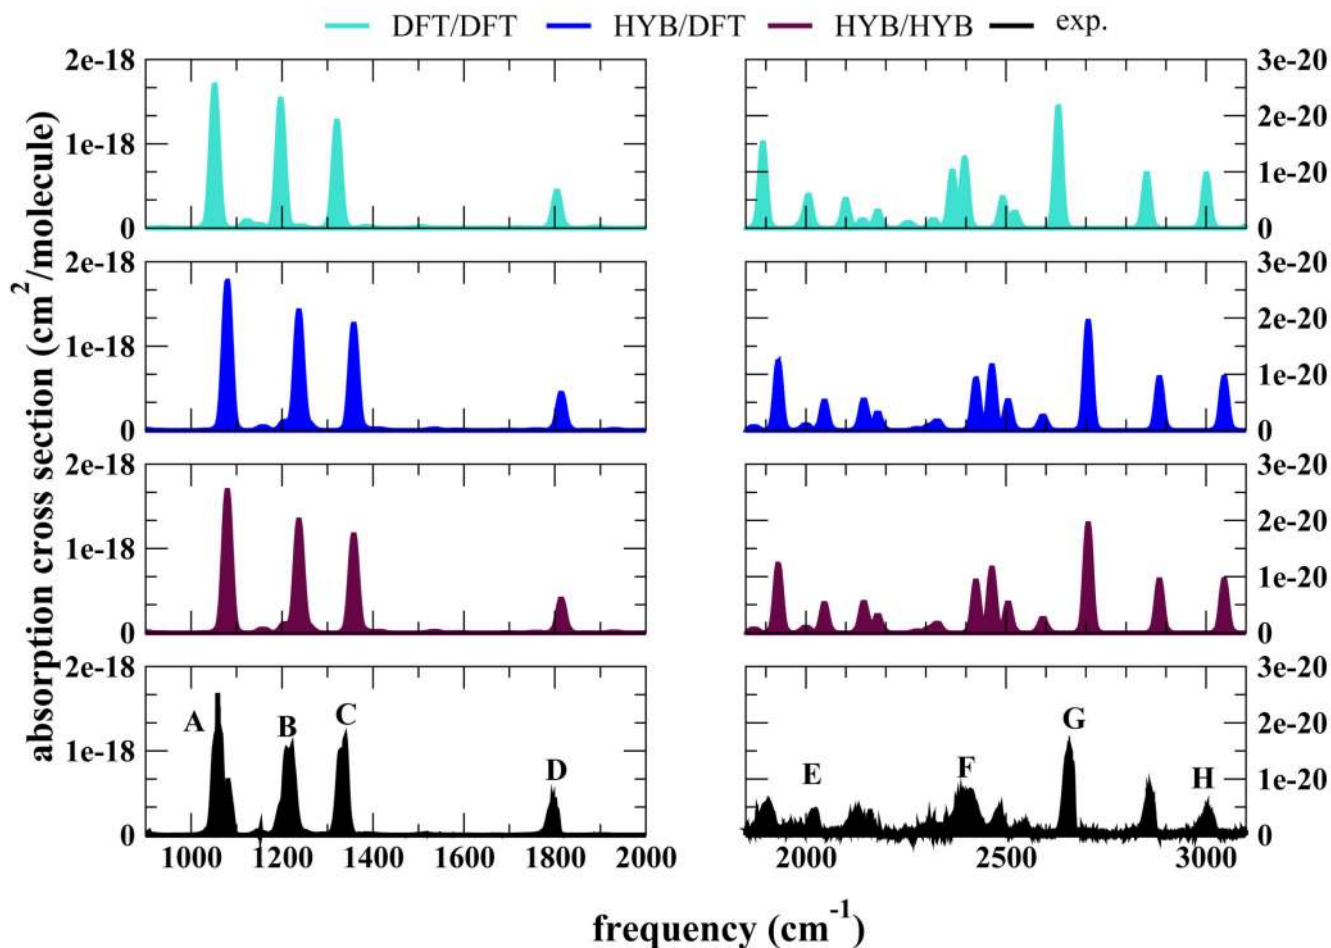 DFT/DFT HYB/DFT HYB/HYB exp.
absorption cross section (cm²/molecule)
2e-18
1e-18
0
3e-20
2e-20
1e-20
0
2e-18
1e-18
0
3e-20
2e-20
1e-20
0
2e-18
1e-18
0
3e-20
2e-20
1e-20
0
2e-18
1e-18
0
A B C D
E F G H
3e-20
2e-20
1e-20
0
1000 1200 1400 1600 1800 2000
2000 2500 3000
frequency (cm⁻¹)